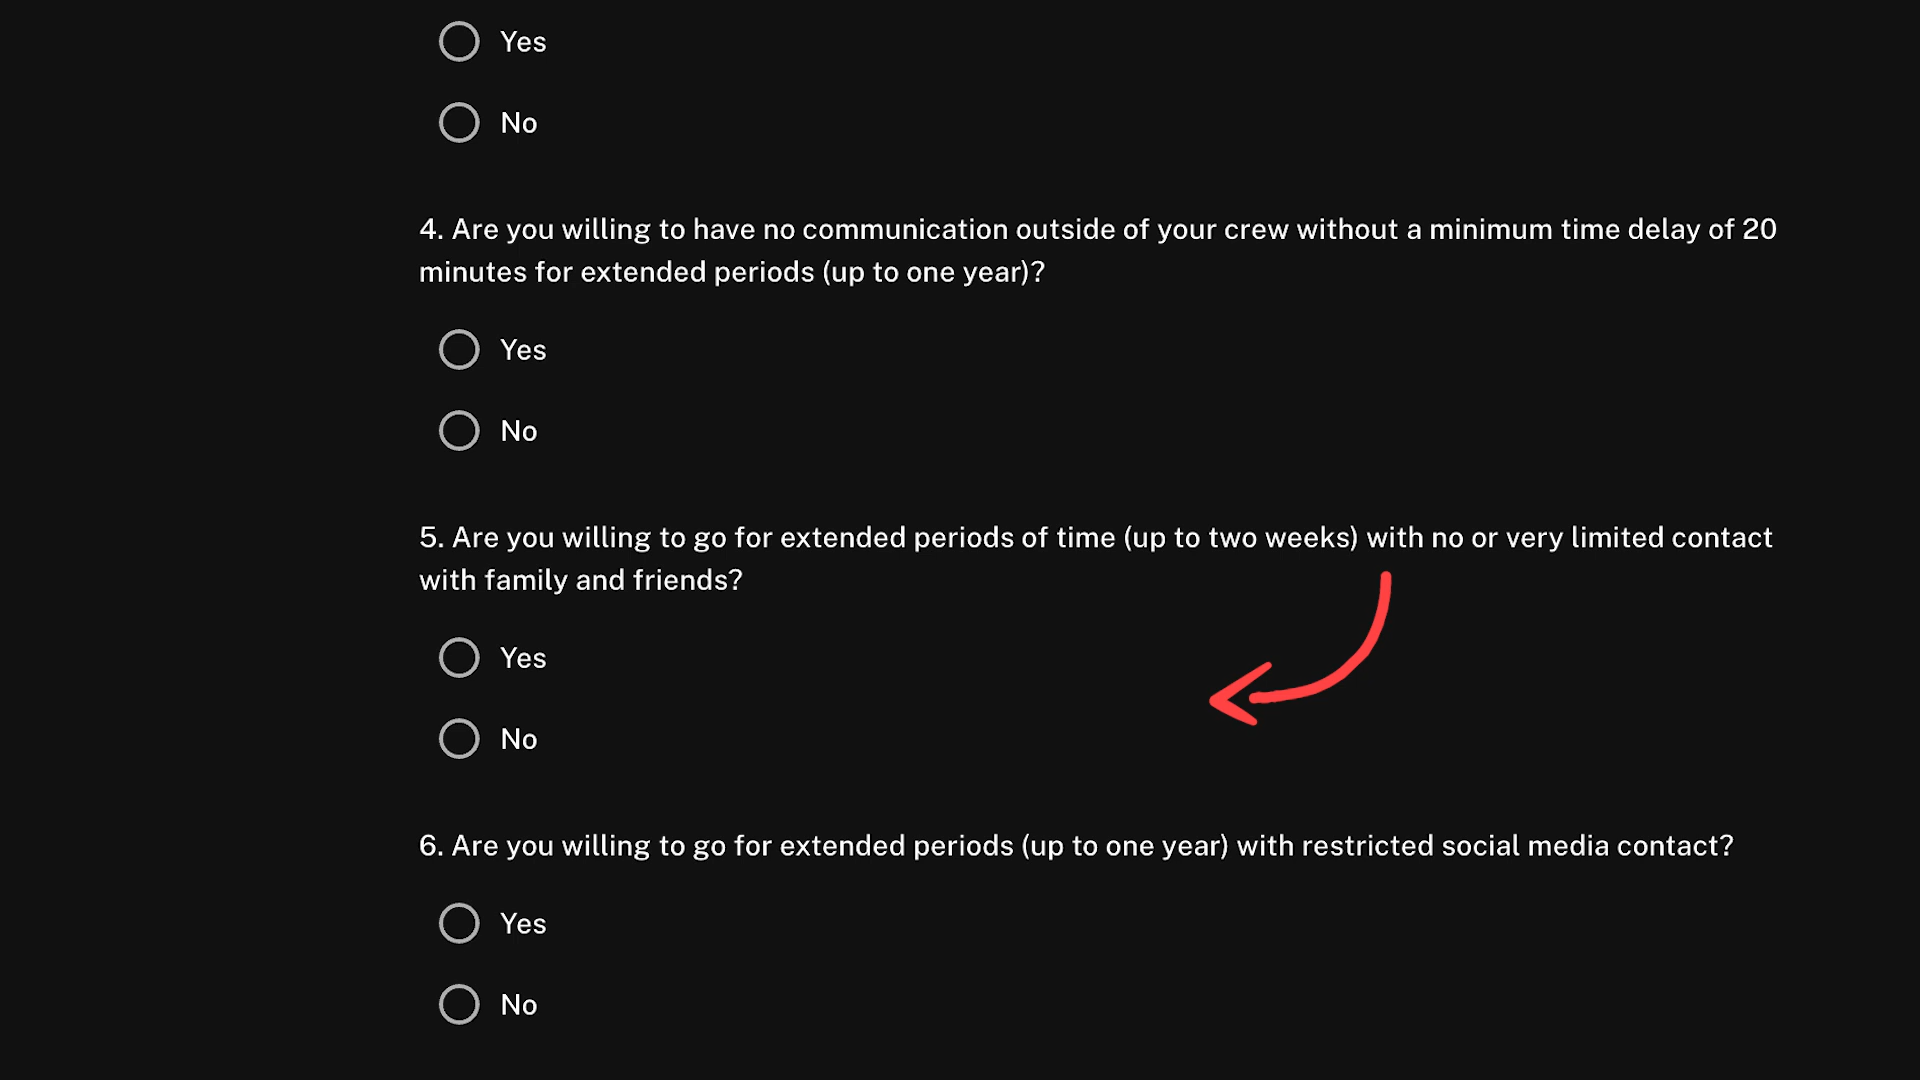 Yes
No
4. Are you willing to have no communication outside of your crew without a minimum time delay of 20
minutes for extended periods (up to one year)?
Yes
No
5. Are you willing to go for extended periods of time (up to two weeks) with no or very limited contact
with family and friends?
Yes
No
6. Are you willing to go for extended periods (up to one year) with restricted social media contact?
Yes
No